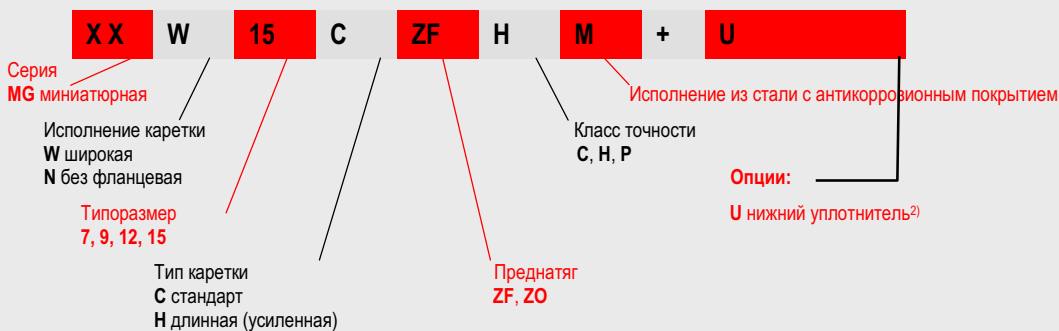 X X W 15 C ZF H M + U
Серия
MG миниатюрная
Исполнение из стали с антикоррозионным покрытием
Исполнение каретки
W широкая
N без фланцевая
Класс точности
C, H, P
Опции:
U нижний уплотнитель2)
Типоразмер
7, 9, 12, 15
Тип каретки
C стандарт
H длинная (усиленная)
Преднатяг
ZF, ZO